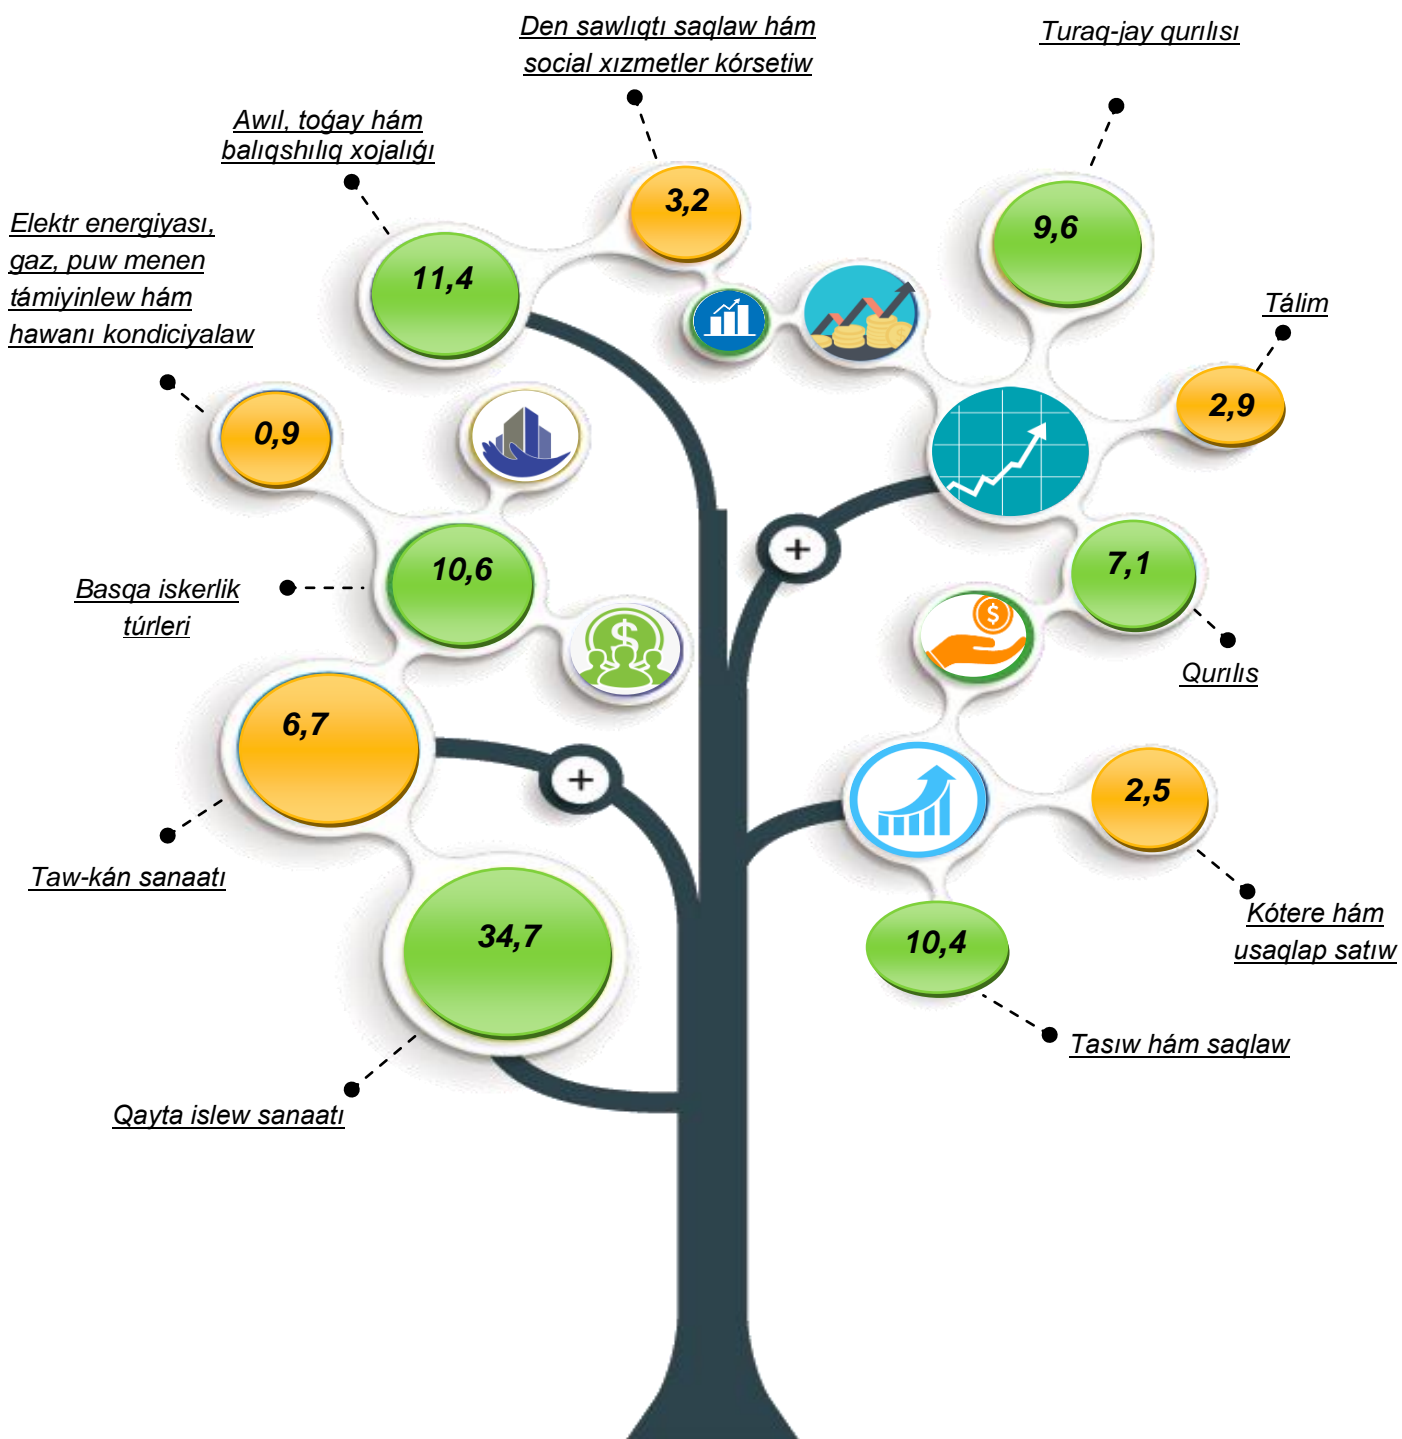 Den sawlıqtı saqlaw hám
social xızmetler kórsetiw
3,2
Turaq-jay qurılısı
9,6
Awıl, toǵay hám
balıqshılıq xojalıǵı
11,4
Elektr energiyası,
gaz, puw menen
támiyinlew hám
hawanı kondiciyalaw
0,9
Tálim
2,9
Basqa iskerlik
túrleri
10,6
7,1
Qurılıs
6,7
Taw-kán sanaatı
2,5
Kótere hám
usaqlap satıw
34,7
Qayta islew sanaatı
10,4
Tasıw hám saqlaw